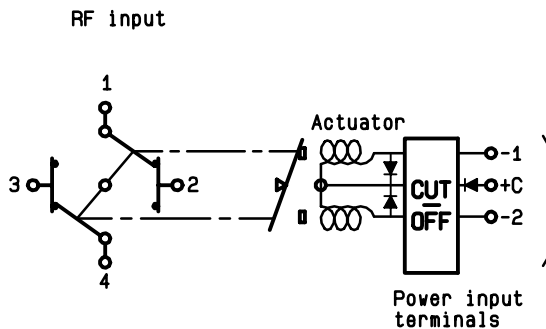 RF input
1
3
2
4
Actuator
CUT
OFF
-1
+C
-2
Power input
terminals